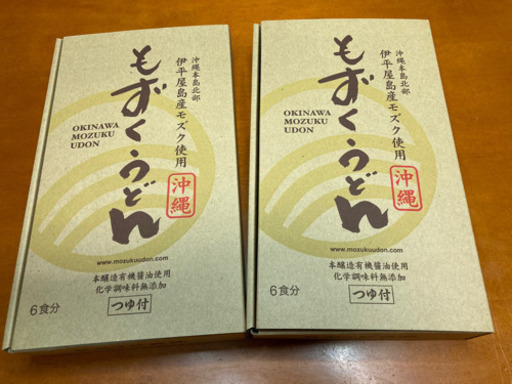 沖縄本島北部
伊平屋島産モズク使用
もずくうどん
OKINAWA
MOZUKU
UDON
沖縄
www.mozukuudon.com
本醸造有機醤油使用
化学調味料無添加
つゆ付
6食分
沖縄本島北部
伊平屋島産モズク使用
もずくうどん
OKINAWA
MOZUKU
UDON
沖縄
www.mozukuudon.com
本醸造有機醤油使用
化学調味料無添加
つゆ付
6食分